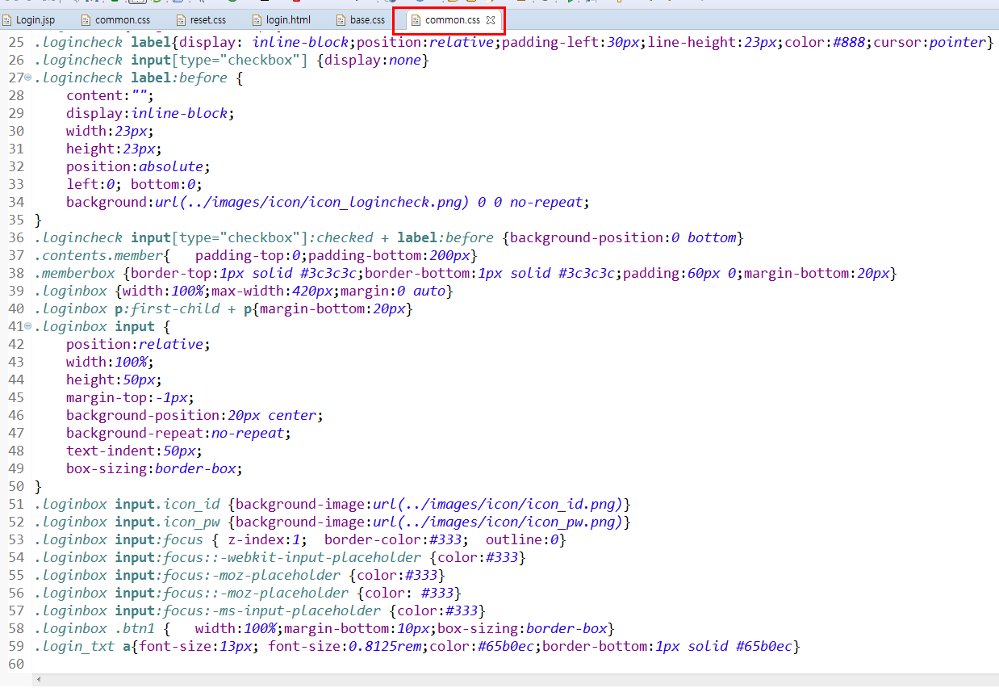 Login.jsp common.css reset.css login.html base.css common.css
25 .logincheck label{display: inline-block;position:relative;padding-left:30px;line-height:23px;color:#888;cursor:pointer}
26 .logincheck input[type="checkbox"] {display:none}
27 .logincheck label:before {
28 content:"";
29 display:inline-block;
30 width:23px;
31 height:23px;
32 position:absolute;
33 left:0; bottom:0;
34 background:url(../images/icon/icon_logincheck.png) 0 0 no-repeat;
35 }
36 .logincheck input[type="checkbox"]:checked + label:before {background-position:0 bottom}
37 .contents.member{   padding-top:0;padding-bottom:200px}
38 .memberbox {border-top:1px solid #3c3c3c;border-bottom:1px solid #3c3c3c;padding:60px 0;margin-bottom:20px}
39 .loginbox {width:100%;max-width:420px;margin:0 auto}
40 .loginbox p:first-child + p{margin-bottom:20px}
41 .loginbox input {
42 position:relative;
43 width:100%;
44 height:50px;
45 margin-top:-1px;
46 background-position:20px center;
47 background-repeat:no-repeat;
48 text-indent:50px;
49 box-sizing:border-box;
50 }
51 .loginbox input.icon_id {background-image:url(../images/icon/icon_id.png)}
52 .loginbox input.icon_pw {background-image:url(../images/icon/icon_pw.png)}
53 .loginbox input:focus { z-index:1;  border-color:#333;  outline:0}
54 .loginbox input:focus::-webkit-input-placeholder {color:#333}
55 .loginbox input:focus:-moz-placeholder {color:#333}
56 .loginbox input:focus::-moz-placeholder {color: #333}
57 .loginbox input:focus:-ms-input-placeholder {color:#333}
58 .loginbox .btn1 {   width:100%;margin-bottom:10px;box-sizing:border-box}
59 .login_txt a{font-size:13px; font-size:0.8125rem;color:#65b0ec;border-bottom:1px solid #65b0ec}
60